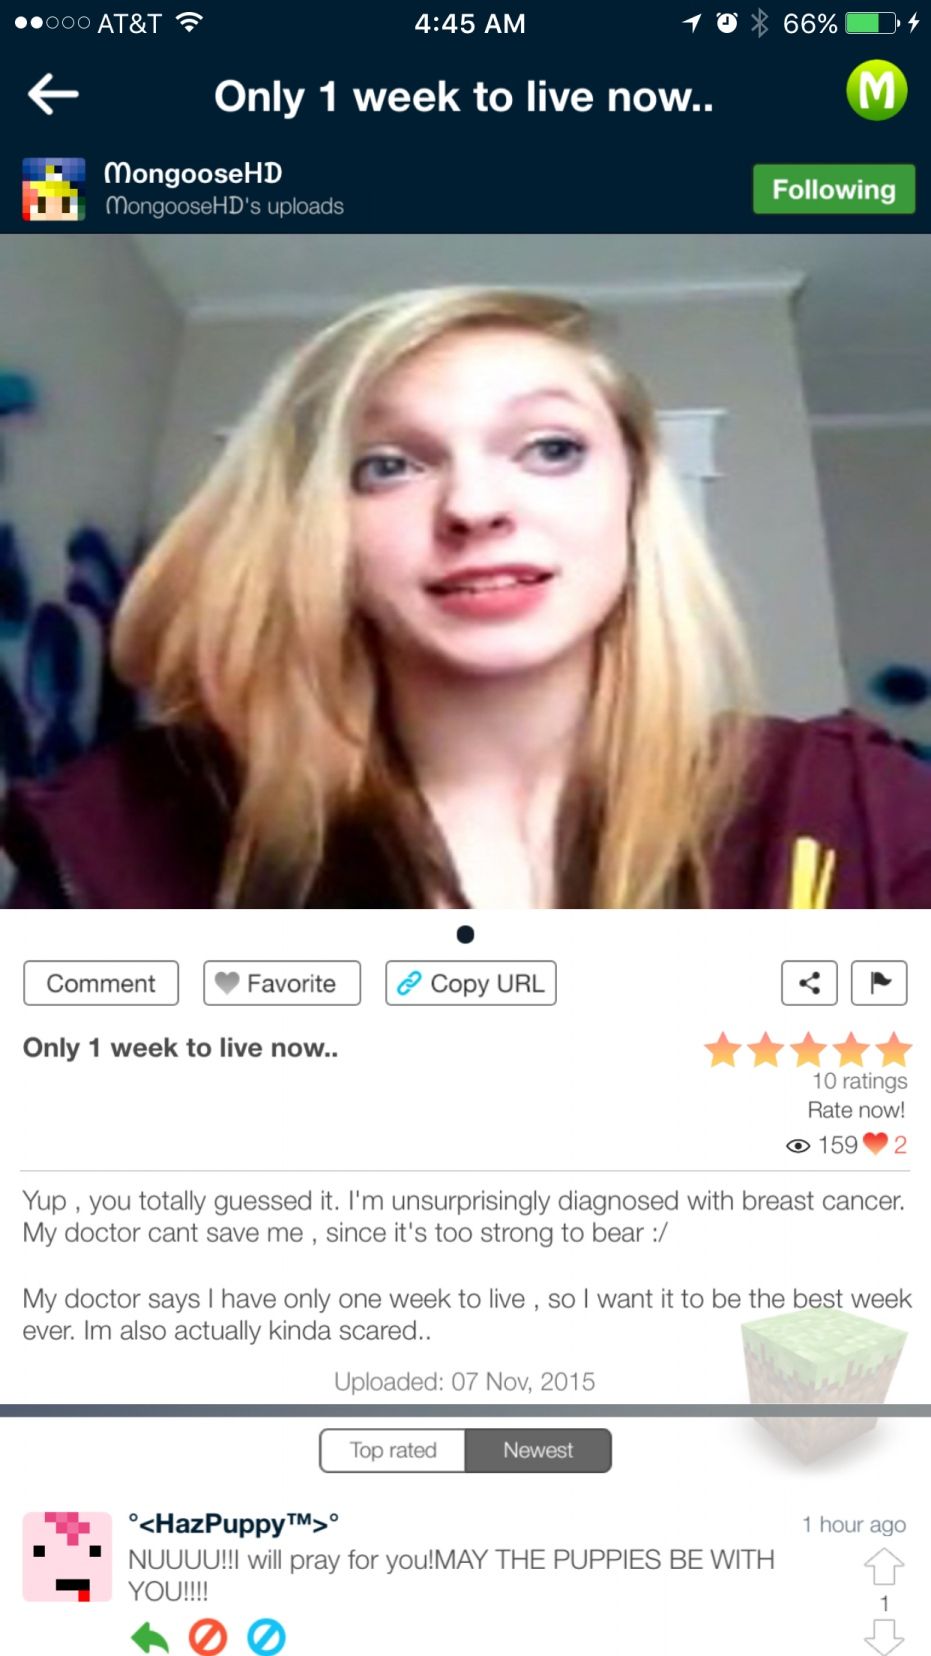 AT&T 4:45 AM 66%
Only 1 week to live now..
M
MongooseHD
MongooseHD's uploads
Following
Comment Favorite Copy URL
Only 1 week to live now..
10 ratings
Rate now!
159 2
Yup , you totally guessed it. I'm unsurprisingly diagnosed with breast cancer.
My doctor cant save me , since it's too strong to bear :/
My doctor says I have only one week to live , so I want it to be the best week
ever. Im also actually kinda scared..
Uploaded: 07 Nov, 2015
Top rated Newest
°<HazPuppy™>° 1 hour ago
NUUUU!!I will pray for you!MAY THE PUPPIES BE WITH
YOU!!!!
1